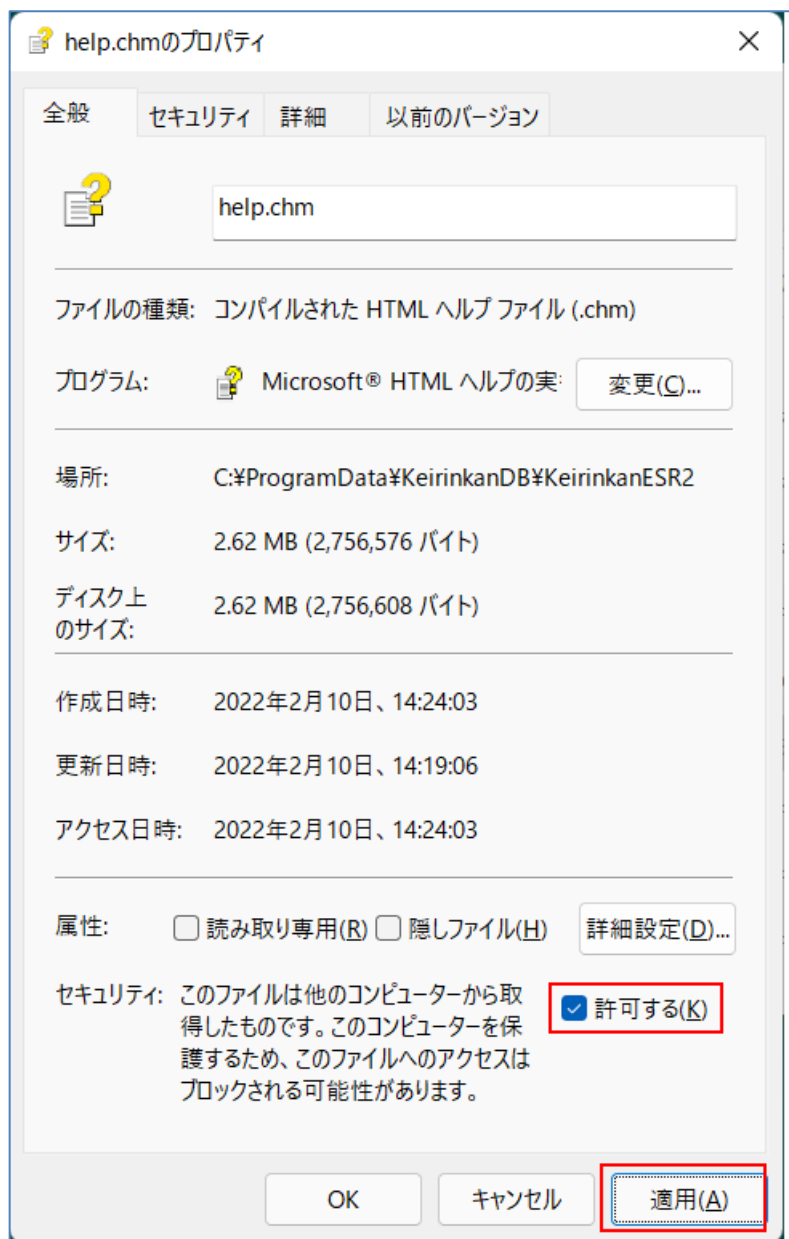 help.chmのプロパティ
全般 セキュリティ 詳細 以前のバージョン
help.chm
ファイルの種類: コンパイルされた HTML ヘルプ ファイル (.chm)
プログラム: Microsoft® HTML ヘルプの実 変更(C)...
場所: C:¥ProgramData¥KeirinkanDB¥KeirinkanESR2
サイズ: 2.62 MB (2,756,576 バイト)
ディスク上
のサイズ: 2.62 MB (2,756,608 バイト)
作成日時: 2022年2月10日、14:24:03
更新日時: 2022年2月10日、14:19:06
アクセス日時: 2022年2月10日、14:24:03
属性: 読み取り専用(R) 隠しファイル(H) 詳細設定(D)...
セキュリティ: このファイルは他のコンピューターから取
得したものです。このコンピューターを保
護するため、このファイルへのアクセスは
ブロックされる可能性があります。
許可する(K)
OK キャンセル 適用(A)